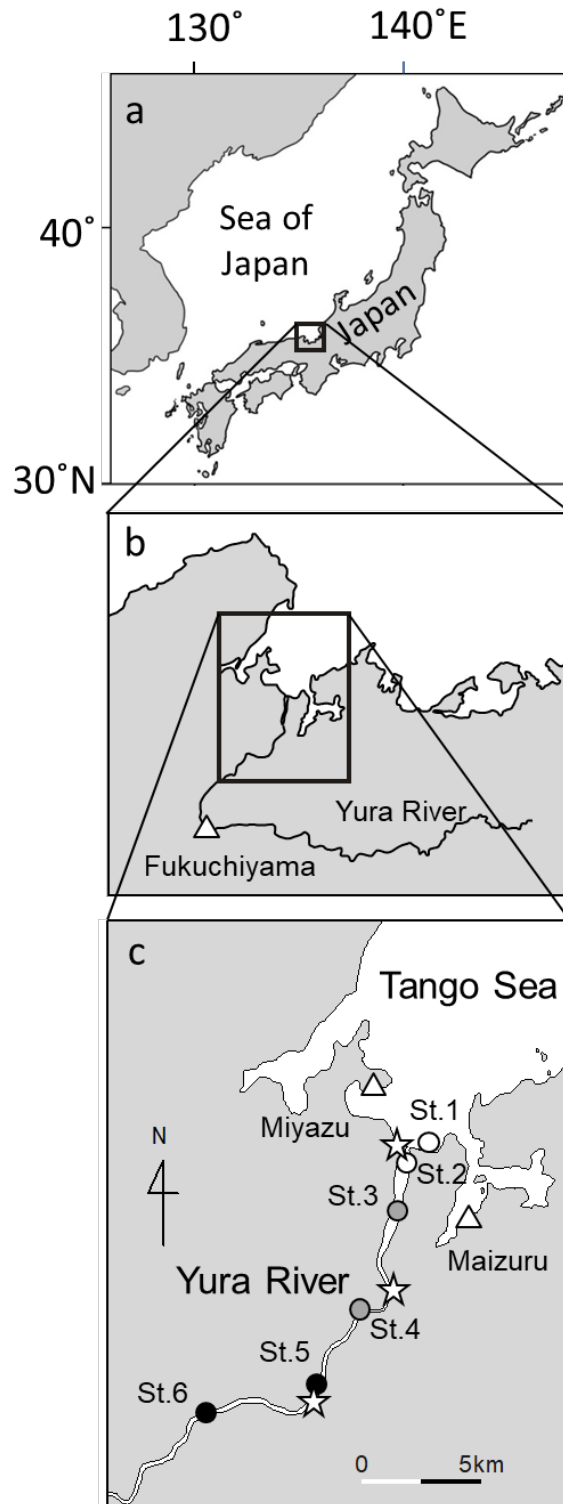 130° 140°E
a
Sea of
Japan
Japan
40°
30°N
b
Yura River
Fukuchiyama
c
Tango Sea
St.1
Miyazu
St.2
N
St.3
Maizuru
Yura River
St.4
St.5
St.6
0 5km